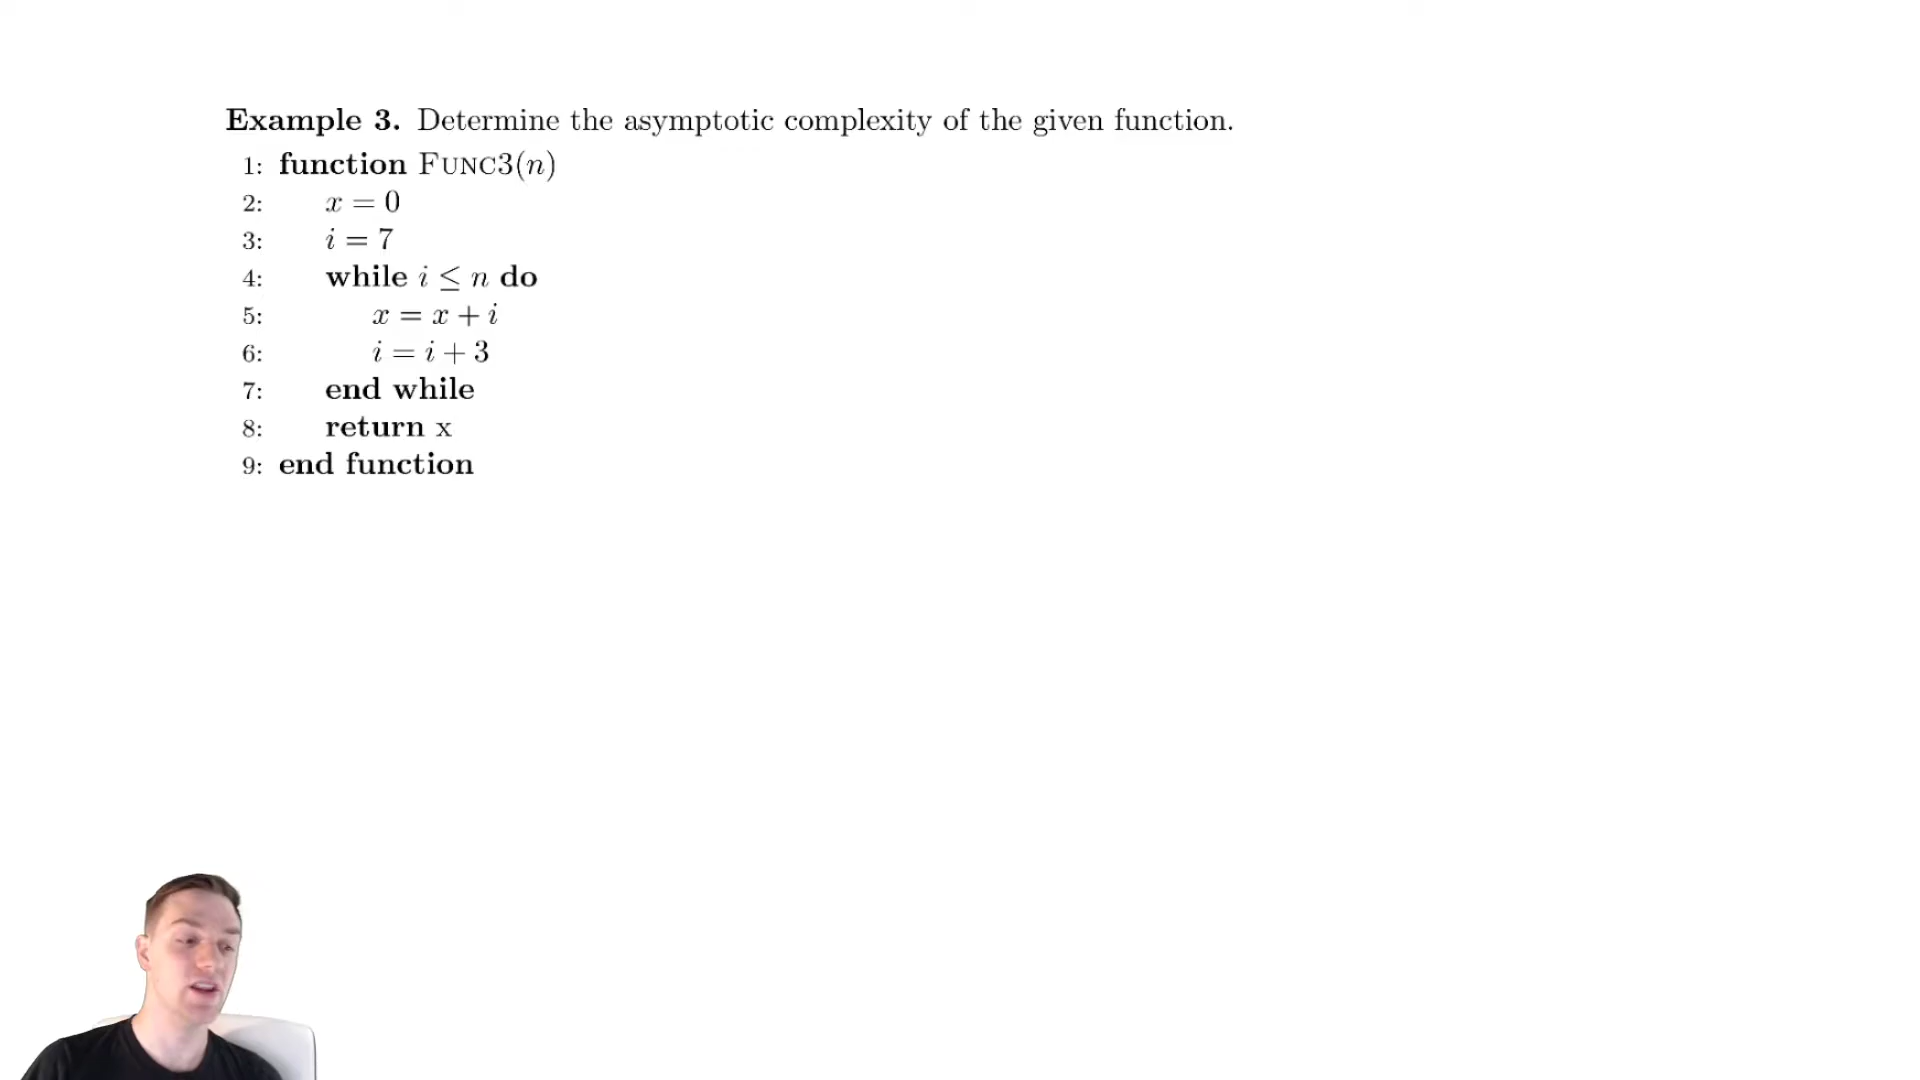 Example 3. Determine the asymptotic complexity of the given function.
1: function FUNC3(n)
2: x = 0
3: i = 7
4: while i ≤ n do
5: x = x + i
6: i = i + 3
7: end while
8: return x
9: end function